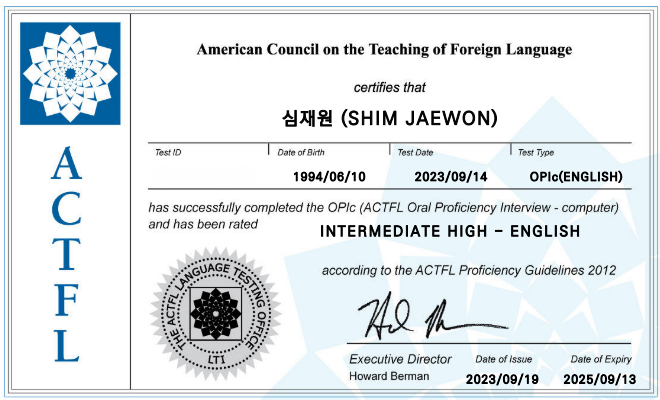 American Council on the Teaching of Foreign Language
certifies that
심재원 (SHIM JAEWON)
Test ID Date of Birth Test Date Test Type
1994/06/10 2023/09/14 OPIc(ENGLISH)
has successfully completed the OPIc (ACTFL Oral Proficiency Interview - computer)
and has been rated
INTERMEDIATE HIGH – ENGLISH
according to the ACTFL Proficiency Guidelines 2012
ACTFL
THE ACTFL LANGUAGE TESTING OFFICE
LTI
Executive Director Date of Issue Date of Expiry
Howard Berman 2023/09/19 2025/09/13